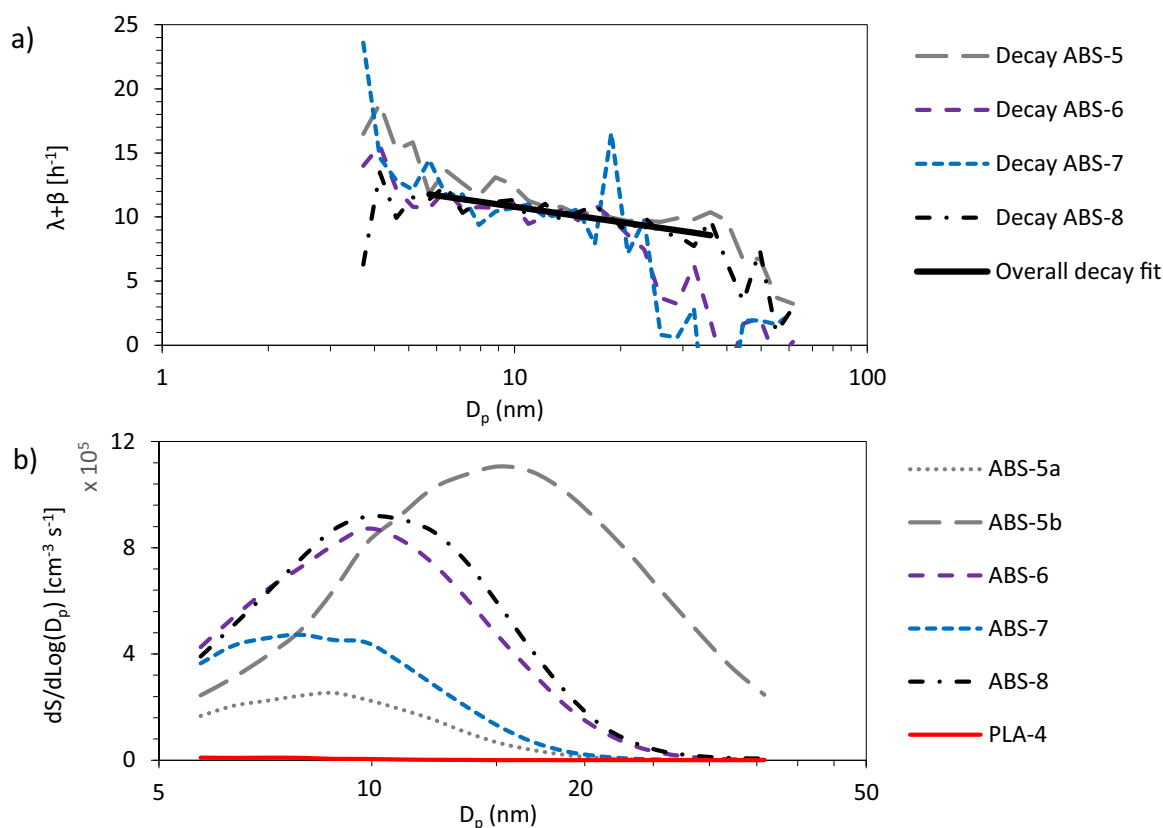 a)
25
20
15
10
5
0
λ+β [h⁻¹]
1
10
100
Dₚ (nm)
Decay ABS-5
Decay ABS-6
Decay ABS-7
Decay ABS-8
Overall decay fit
b)
x 10⁵
12
8
4
0
dS/dLog(Dₚ) [cm⁻³ s⁻¹]
5
10
20
50
Dₚ (nm)
ABS-5a
ABS-5b
ABS-6
ABS-7
ABS-8
PLA-4